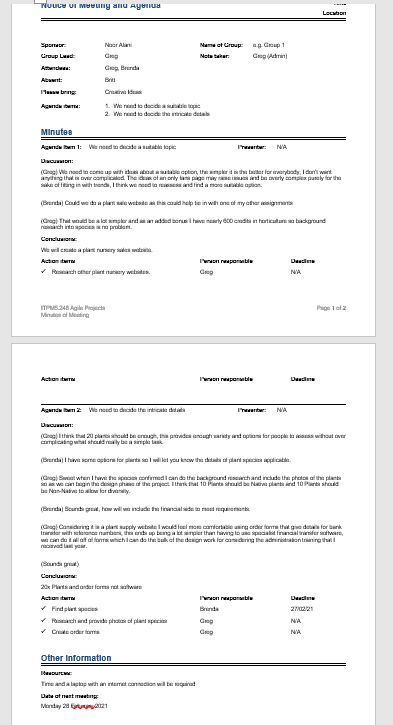 Notice of Meeting and Agenda
Location
Sponsor: Noor Alani Name of Group: e.g. Group 1
Group Lead: Greg Note taker: Greg (Admin)
Attendees: Greg, Brenda
Absent: Britt
Please bring: Creative Ideas
Agenda items: 1. We need to decide a suitable topic
2. We need to decide the intricate details
Minutes
Agenda Item 1: We need to decide a suitable topic Presenter: N/A
Discussion:
(Greg) We need to come up with ideas about a suitable option, the simpler it is the better for everybody, I don't want
anything that is over complicated. The ideas of an only fans page may raise issues and be overly complex purely for the
sake of fitting in with trends, I think we need to reassess and find a more suitable option.
(Brenda) Could we do a plant sale website as this could help tie in with one of my other assignments
(Greg) That would be a lot simpler and as an added bonus I have nearly 600 credits in horticulture so background
research into species is no problem.
Conclusions:
We will create a plant nursery sales website.
Action items Person responsible Deadline
✓ Research other plant nursery websites. Greg N/A
ITPM5.248 Agile Projects Page 1 of 2
Minutes of Meeting
Action items Person responsible Deadline
Agenda Item 2: We need to decide the intricate details Presenter: N/A
Discussion:
(Greg) I think that 20 plants should be enough, this provides enough variety and options for people to assess without over
complicating what should really be a simple task.
(Brenda) I have some options for plants so I will let you know the details of plant species applicable.
(Greg) Sweet when I have the species confirmed I can do the background research and include the photos of the plants
so as we can begin the design phase of the project. I think that 10 Plants should be Native plants and 10 Plants should
be Non-Native to allow for diversity.
(Brenda) Sounds great, how will we include the financial side to meet requirements.
(Greg) Considering it is a plant supply website I would feel more comfortable using order forms that give details for bank
transfer with reference numbers, this ends up being a lot simpler than having to use specialist financial transfer software,
we can do it all off of forms which I can do the bulk of the design work for considering the administration training that I
received last year.
(Sounds great)
Conclusions:
20x Plants and order forms not software
Action items Person responsible Deadline
✓ Find plant species Brenda 27/02/21
✓ Research and provide photos of plant species Greg N/A
✓ Create order forms Greg N/A
Other Information
Resources:
Time and a laptop with an internet connection will be required
Date of next meeting:
Monday 28 2021